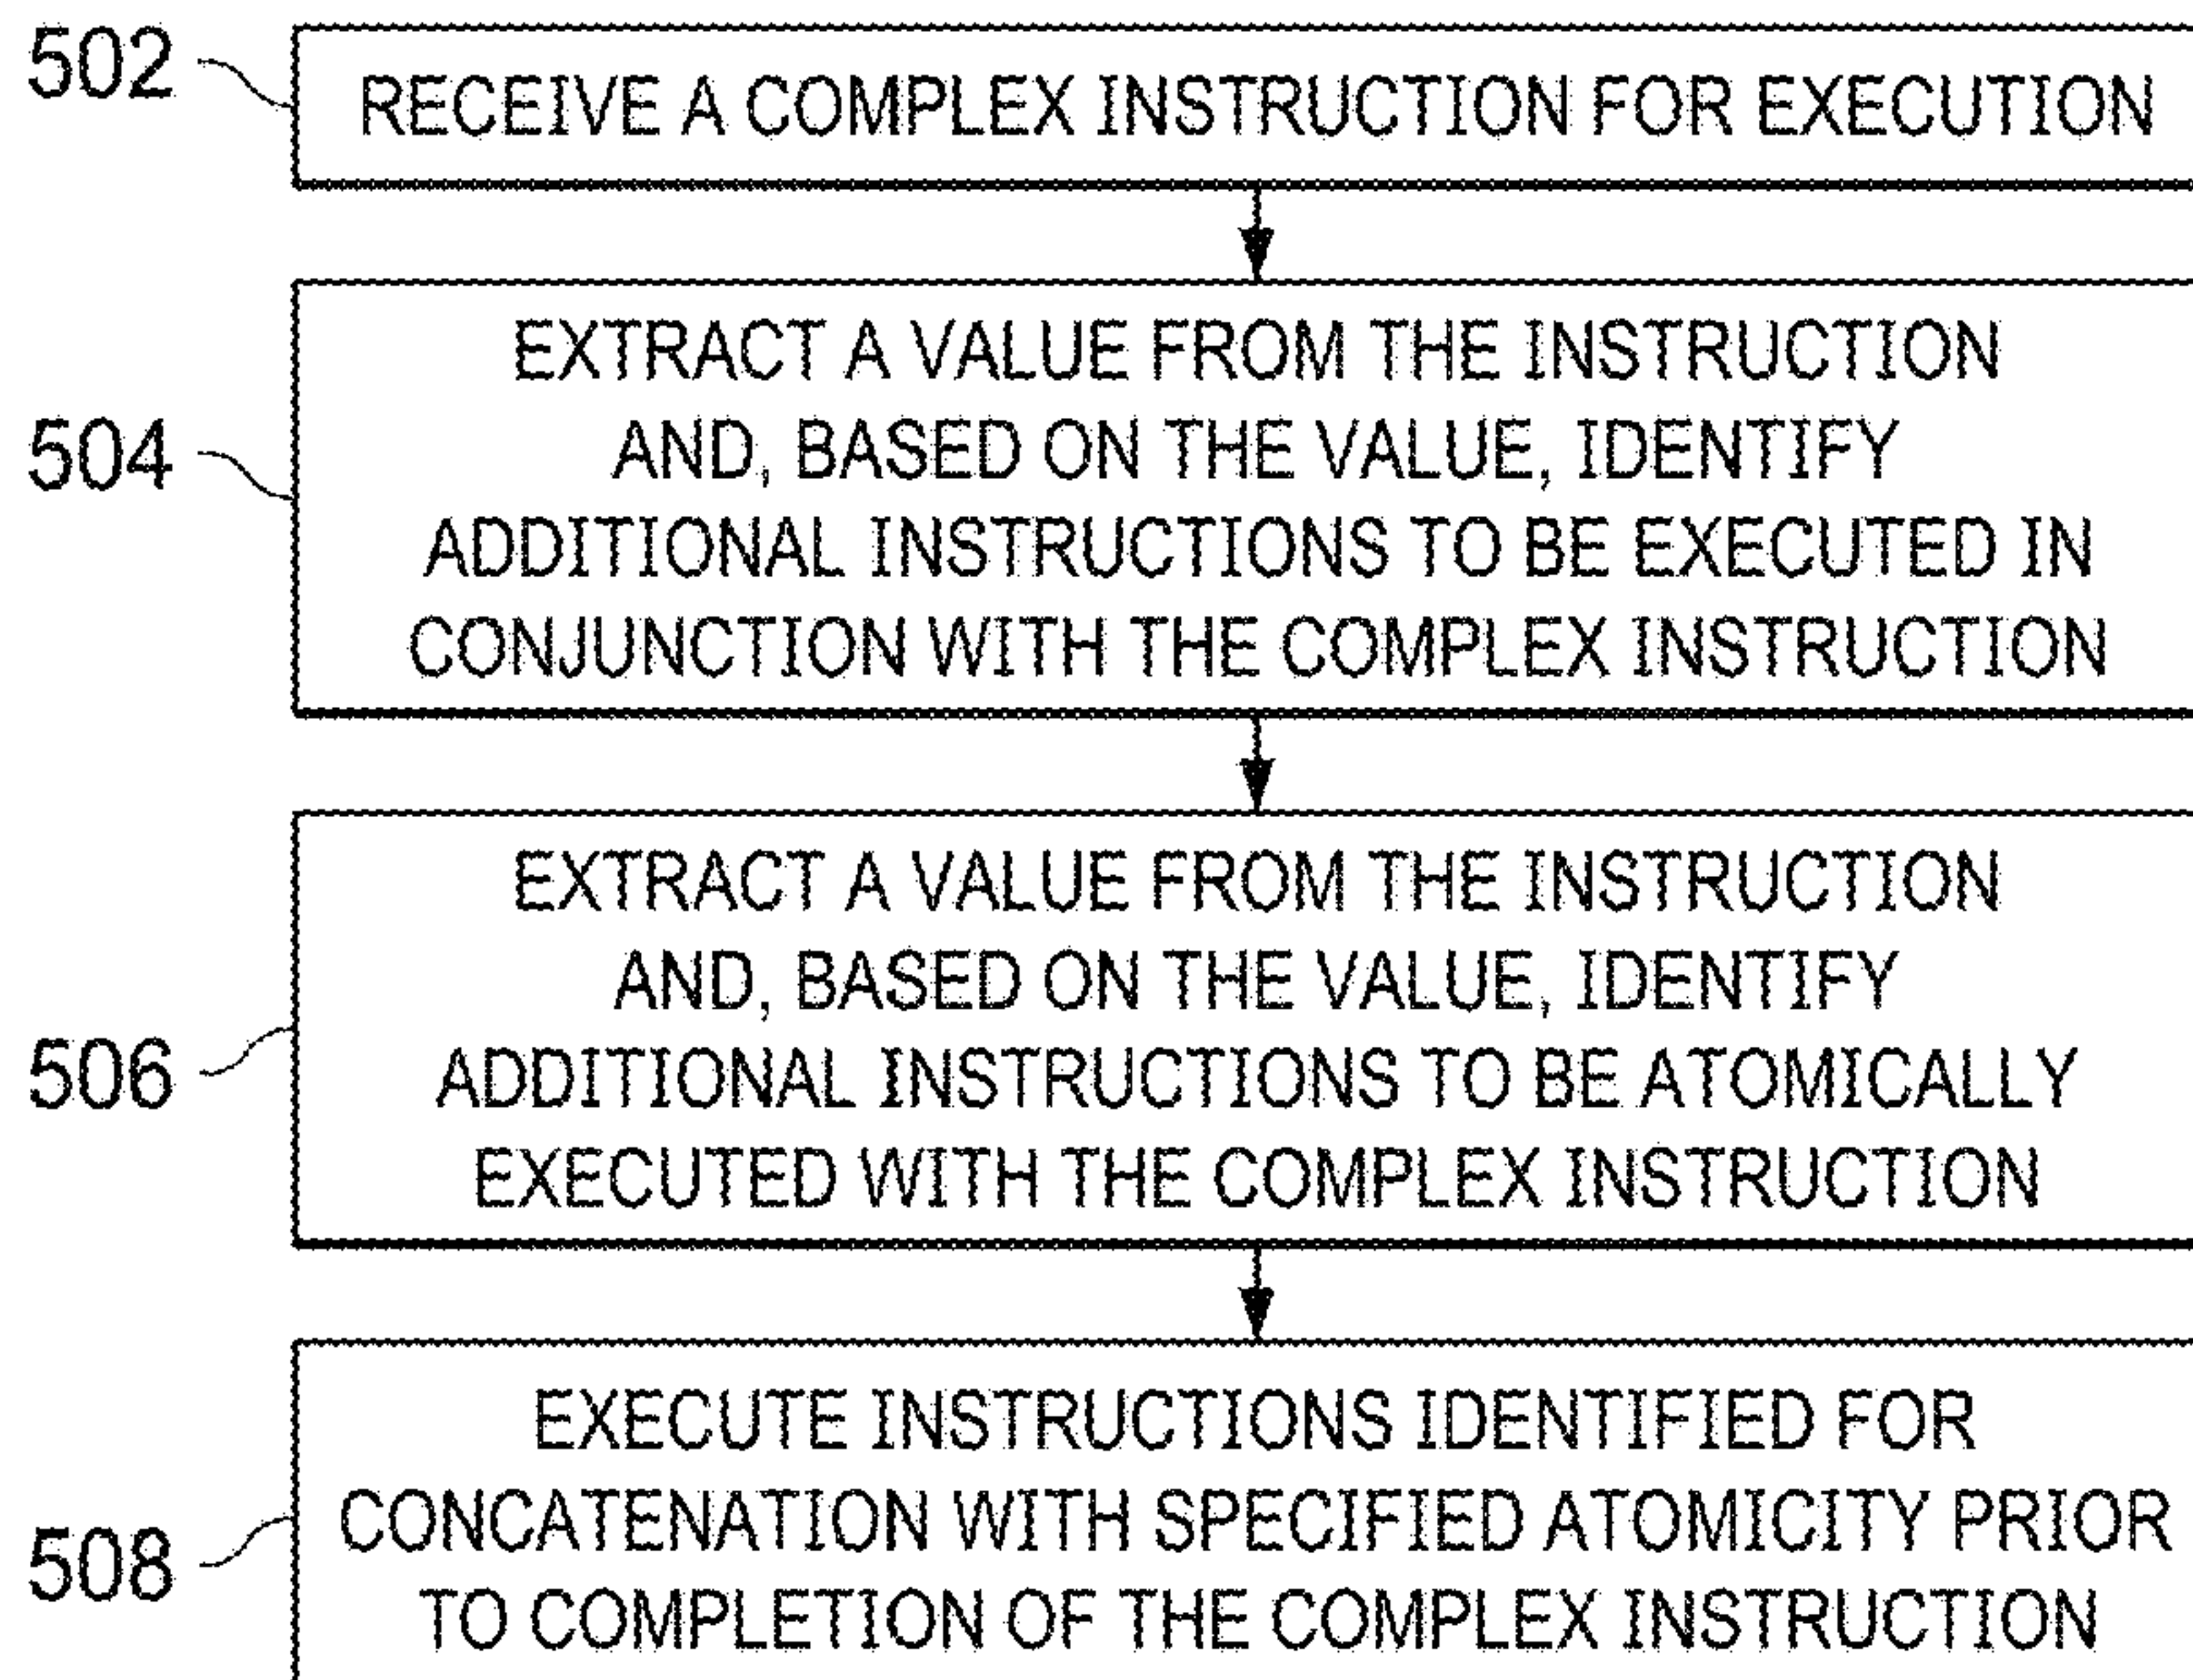 502
RECEIVE A COMPLEX INSTRUCTION FOR EXECUTION
504
EXTRACT A VALUE FROM THE INSTRUCTION
AND, BASED ON THE VALUE, IDENTIFY
ADDITIONAL INSTRUCTIONS TO BE EXECUTED IN
CONJUNCTION WITH THE COMPLEX INSTRUCTION
506
EXTRACT A VALUE FROM THE INSTRUCTION
AND, BASED ON THE VALUE, IDENTIFY
ADDITIONAL INSTRUCTIONS TO BE ATOMICALLY
EXECUTED WITH THE COMPLEX INSTRUCTION
508
EXECUTE INSTRUCTIONS IDENTIFIED FOR
CONCATENATION WITH SPECIFIED ATOMICITY PRIOR
TO COMPLETION OF THE COMPLEX INSTRUCTION